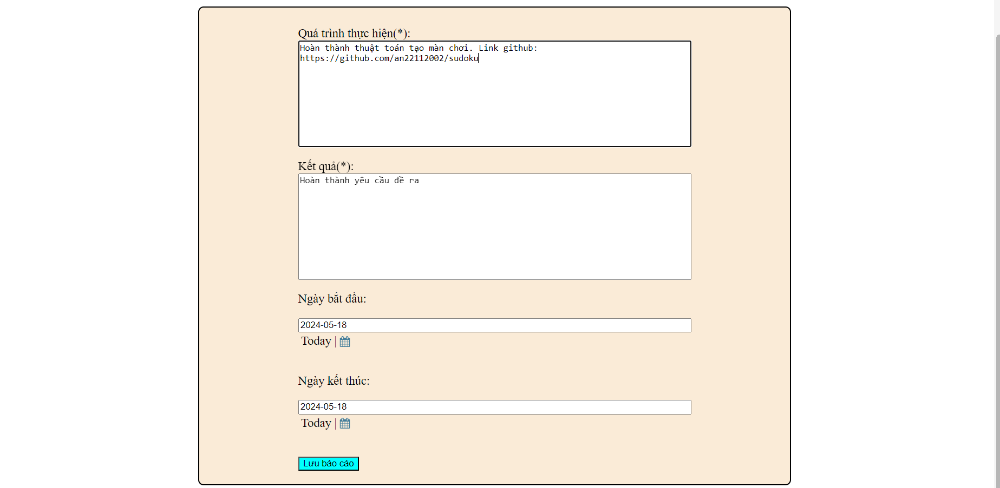 Quá trình thực hiện(*):
Hoàn thành thuật toán tạo màn chơi. Link github:
https://github.com/an22112002/sudoku
Kết quả(*):
Hoàn thành yêu cầu đề ra
Ngày bắt đầu:
2024-05-18
Today |
Ngày kết thúc:
2024-05-18
Today |
Lưu báo cáo